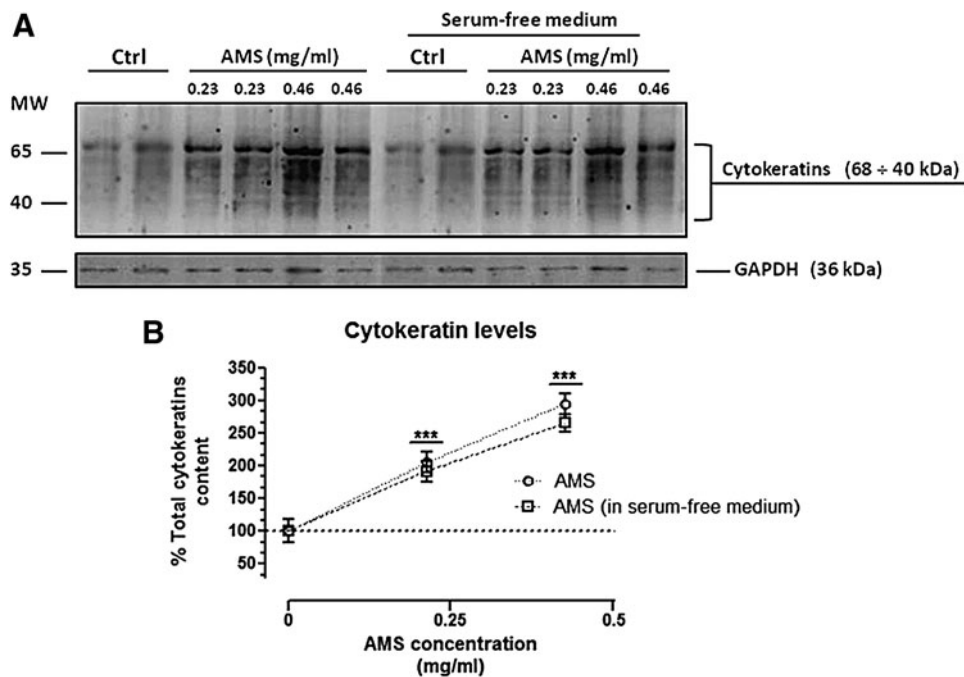 A
Serum-free medium
Ctrl AMS (mg/ml) Ctrl AMS (mg/ml)
MW 0.23 0.23 0.46 0.46 0.23 0.23 0.46 0.46
65
40
Cytokeratins (68 ÷ 40 kDa)
35 GAPDH (36 kDa)
B
Cytokeratin levels
% Total cytokeratins
content
350
300
250
200
150
100
50
***
***
AMS
AMS (in serum-free medium)
0 0.25 0.5
AMS concentration
(mg/ml)